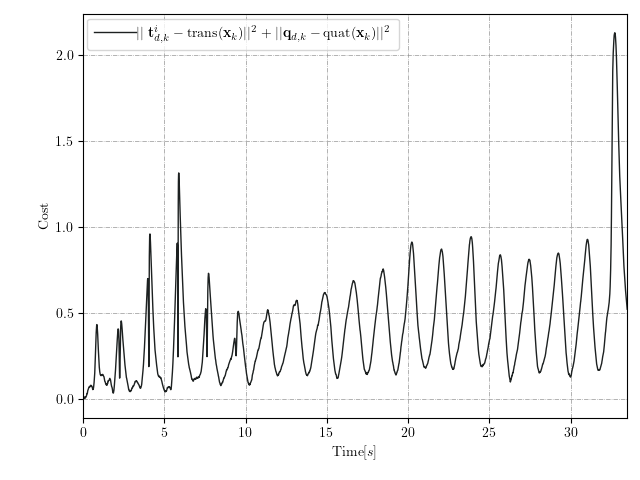 || t^i_{d,k} − trans(x_k)||² + ||q_{d,k} − quat(x_k)||²
2.0
1.5
1.0
0.5
0.0
Cost
0 5 10 15 20 25 30
Time[s]